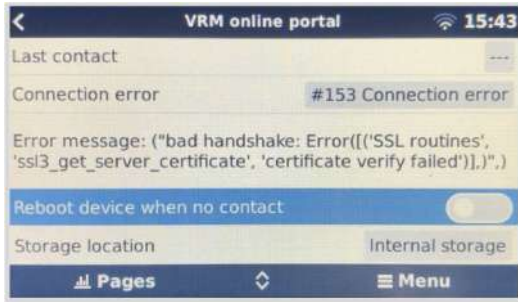 VRM online portal 15:43
Last contact ---
Connection error #153 Connection error
Error message: ("bad handshake: Error([('SSL routines',
'ssl3_get_server_certificate', 'certificate verify failed')],)",)
Reboot device when no contact
Storage location Internal storage
Pages Menu